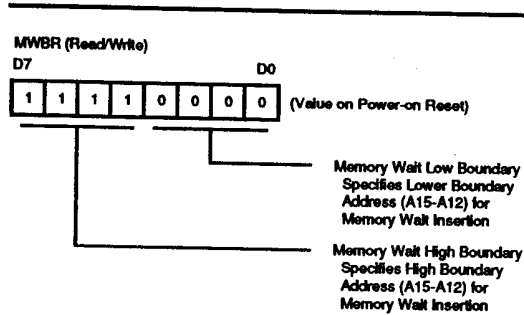 MWBR (Read/Write)
D7 D0
1 1 1 1 0 0 0 0 (Value on Power-on Reset)
Memory Wait Low Boundary
Specifies Lower Boundary
Address (A15-A12) for
Memory Wait Insertion
Memory Wait High Boundary
Specifies High Boundary
Address (A15-A12) for
Memory Wait Insertion